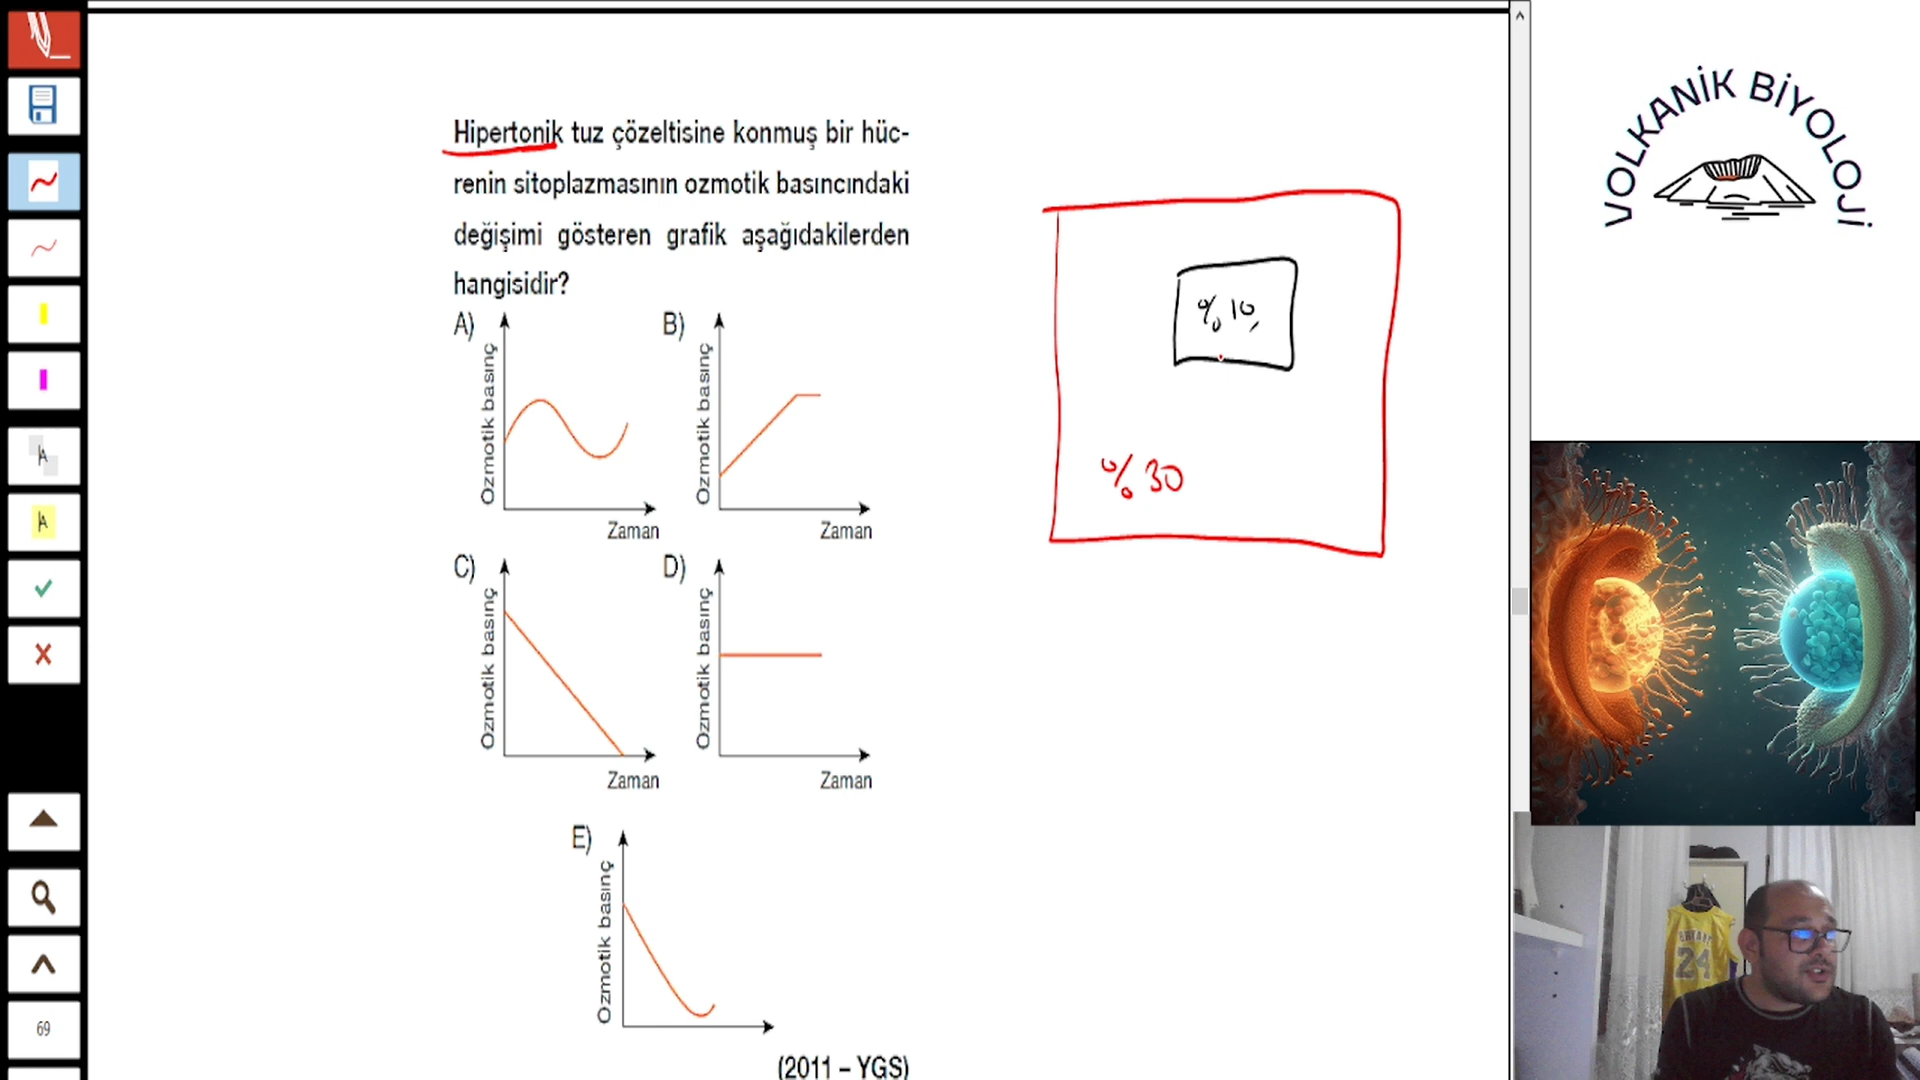 VOLKANİK BİYOLOJİ
Hipertonik tuz çözeltisine konmuş bir hüc-
renin sitoplazmasının ozmotik basıncındaki
değişimi gösteren grafik aşağıdakilerden
hangisidir?
A)
Ozmotik basınç
Zaman
B)
Ozmotik basınç
Zaman
C)
Ozmotik basınç
Zaman
D)
Ozmotik basınç
Zaman
E)
Ozmotik basınç
(2011 – YGS)
% 10
% 30
A
A
69
24